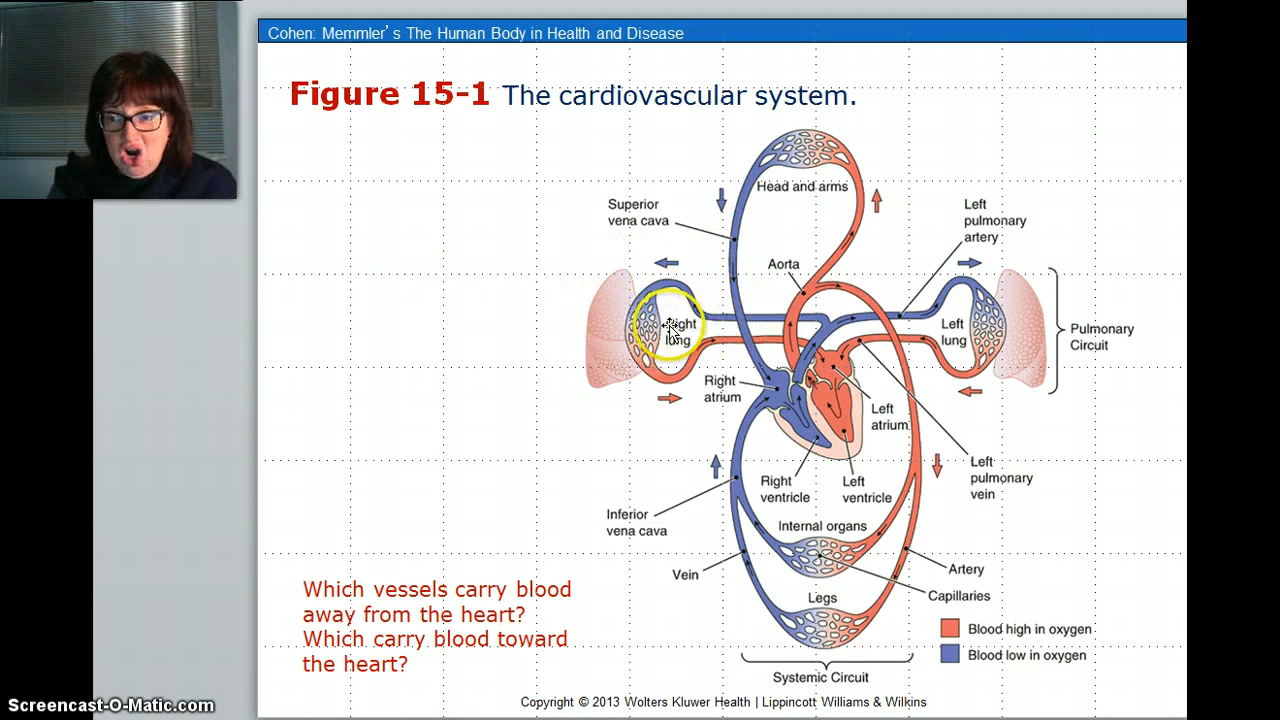 Cohen: Memmler’s The Human Body in Health and Disease
Figure 15-1 The cardiovascular system.
Head and arms
Superior
vena cava
Left
pulmonary
artery
Aorta
Right
lung
Left
lung
Pulmonary
Circuit
Right
atrium
Left
atrium
Left
pulmonary
vein
Right
ventricle
Left
ventricle
Inferior
vena cava
Internal organs
Vein
Artery
Capillaries
Legs
Which vessels carry blood
away from the heart?
Which carry blood toward
the heart?
Blood high in oxygen
Blood low in oxygen
Systemic Circuit
Copyright © 2013 Wolters Kluwer Health | Lippincott Williams & Wilkins
Screencast-O-Matic.com